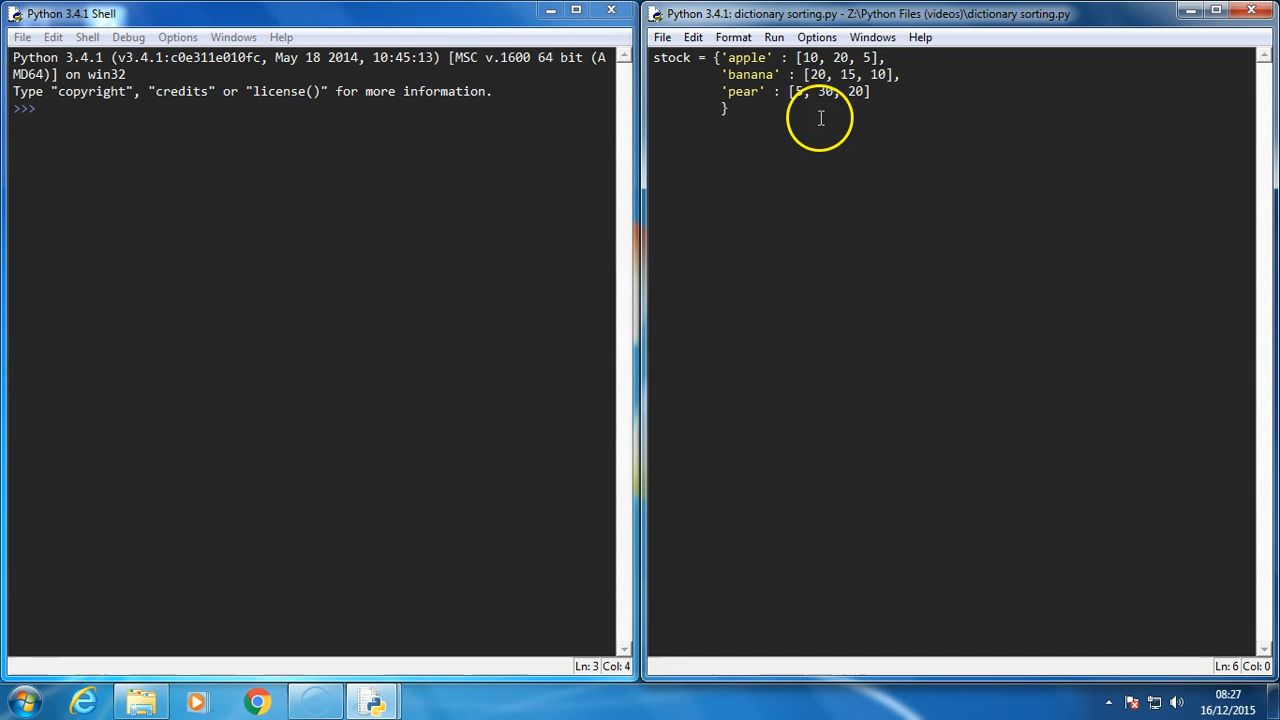 Python 3.4.1 Shell
File Edit Shell Debug Options Windows Help
Python 3.4.1 (v3.4.1:c0e311e010fc, May 18 2014, 10:45:13) [MSC v.1600 64 bit (A
MD64)] on win32
Type "copyright", "credits" or "license()" for more information.
>>>
Ln: 3 Col: 4
Python 3.4.1: dictionary sorting.py - Z:\Python Files (videos)\dictionary sorting.py
File Edit Format Run Options Windows Help
stock = {'apple' : [10, 20, 5],
'banana' : [20, 15, 10],
'pear' : [5, 30, 20]
}
Ln: 6 Col: 0
08:27
16/12/2015